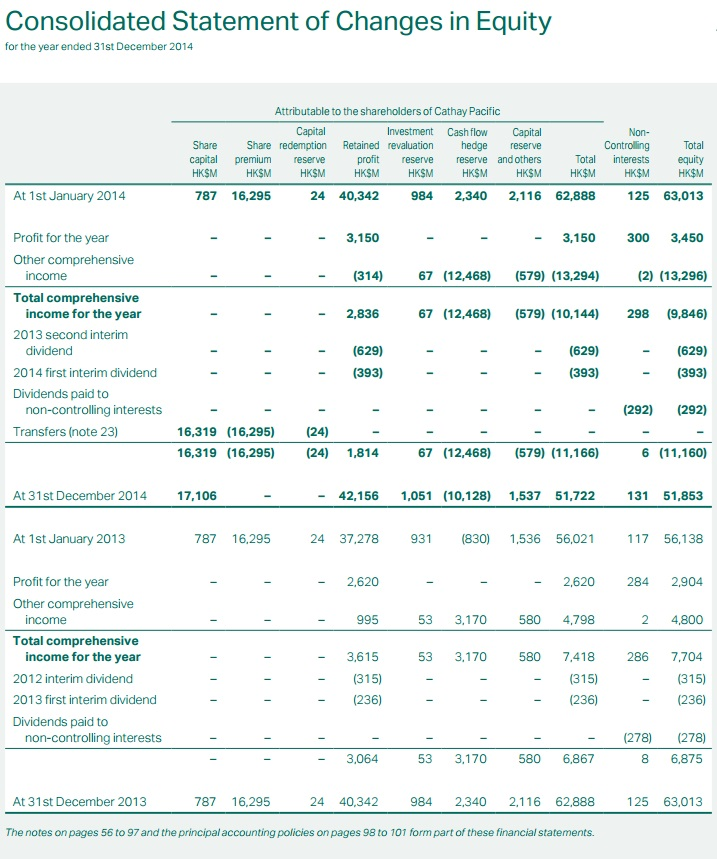 Consolidated Statement of Changes in Equity
for the year ended 31st December 2014
Attributable to the shareholders of Cathay Pacific
Capital Investment Cash flow Capital Non-
Share Share redemption Retained revaluation hedge reserve Controlling Total
capital premium reserve profit reserve reserve and others Total interests equity
HK$M HK$M HK$M HK$M HK$M HK$M HK$M HK$M HK$M HK$M
At 1st January 2014 787 16,295 24 40,342 984 2,340 2,116 62,888 125 63,013
Profit for the year – – – 3,150 – – – 3,150 300 3,450
Other comprehensive
income – – – (314) 67 (12,468) (579) (13,294) (2) (13,296)
Total comprehensive
income for the year – – – 2,836 67 (12,468) (579) (10,144) 298 (9,846)
2013 second interim
dividend – – – (629) – – – (629) – (629)
2014 first interim dividend – – – (393) – – – (393) – (393)
Dividends paid to
non-controlling interests – – – – – – – – (292) (292)
Transfers (note 23) 16,319 (16,295) (24) – – – – – – –
16,319 (16,295) (24) 1,814 67 (12,468) (579) (11,166) 6 (11,160)
At 31st December 2014 17,106 – – 42,156 1,051 (10,128) 1,537 51,722 131 51,853
At 1st January 2013 787 16,295 24 37,278 931 (830) 1,536 56,021 117 56,138
Profit for the year – – – 2,620 – – – 2,620 284 2,904
Other comprehensive
income – – – 995 53 3,170 580 4,798 2 4,800
Total comprehensive
income for the year – – – 3,615 53 3,170 580 7,418 286 7,704
2012 interim dividend – – – (315) – – – (315) – (315)
2013 first interim dividend – – – (236) – – – (236) – (236)
Dividends paid to
non-controlling interests – – – – – – – – (278) (278)
– – – 3,064 53 3,170 580 6,867 8 6,875
At 31st December 2013 787 16,295 24 40,342 984 2,340 2,116 62,888 125 63,013
The notes on pages 56 to 97 and the principal accounting policies on pages 98 to 101 form part of these financial statements.